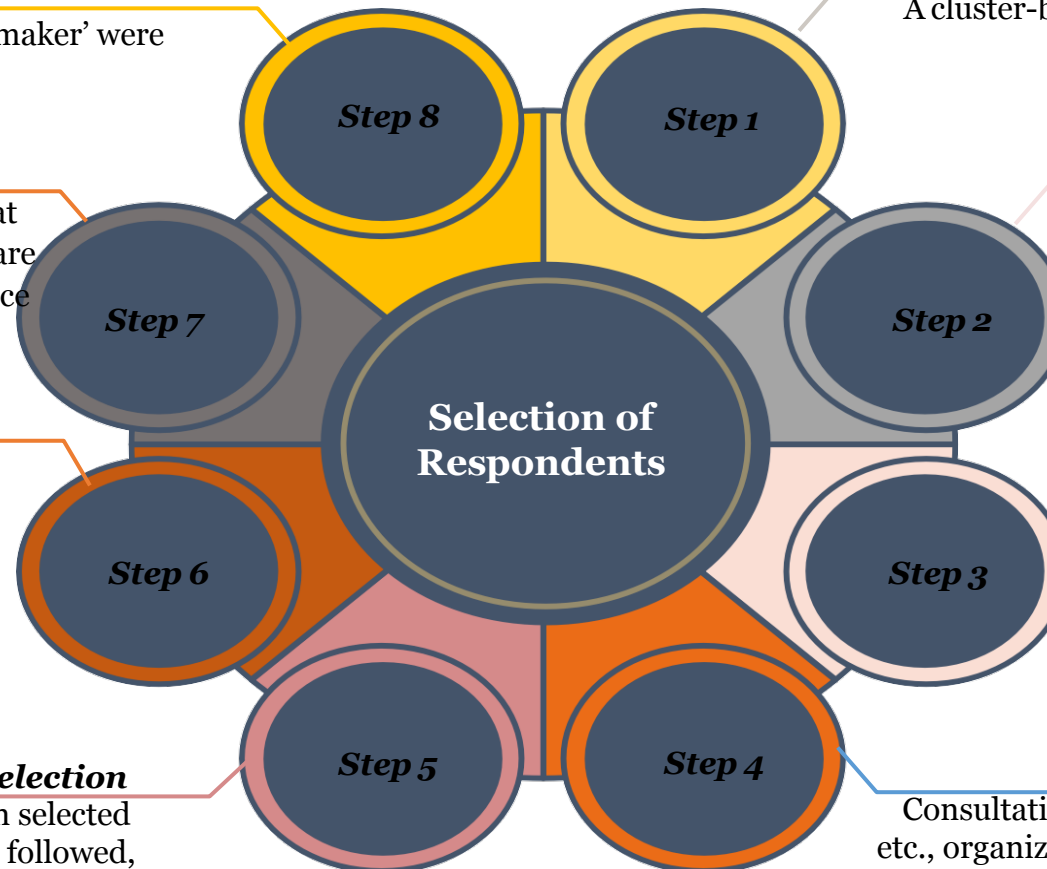 maker’ were
A cluster-b
Step 8
Step 1
at
are
ce
Step 7
Step 2
Selection of
Respondents
Step 6
Step 3
Step 5
Step 4
election
n selected
followed,
Consultati
etc., organiz